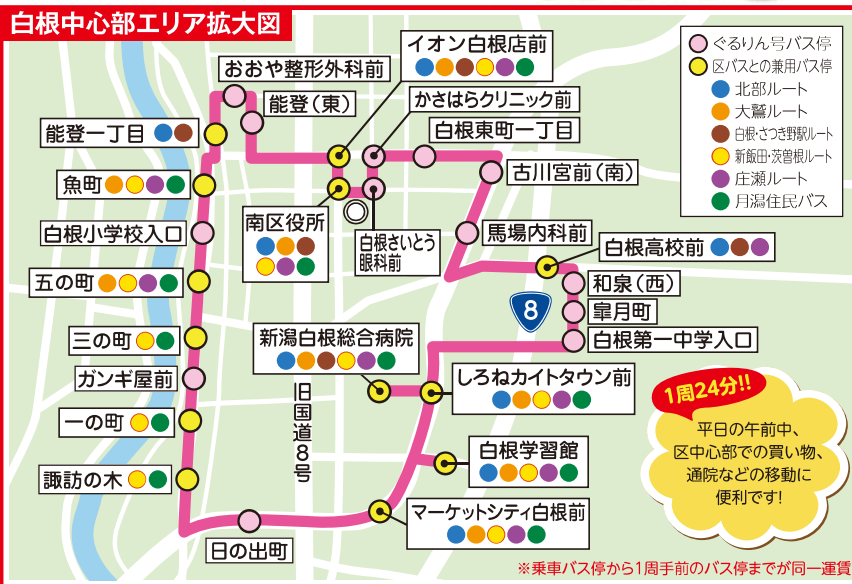 白根中心部エリア拡大図
ぐるりん号バス停
区バスとの兼用バス停
北部ルート
大鷲ルート
白根・さつき野駅ルート
新飯田・茨曽根ルート
庄瀬ルート
月潟住民バス
イオン白根店前
おおや整形外科前
能登(東)
かさはらクリニック前
白根東町一丁目
能登一丁目
古川宮前(南)
魚町
南区役所
白根さいとう
眼科前
白根小学校入口
馬場内科前
白根高校前
五の町
和泉(西)
8
皐月町
三の町
新潟白根総合病院
白根第一中学入口
ガンギ屋前
しろねカイトタウン前
旧国道8号
一の町
白根学習館
諏訪の木
マーケットシティ白根前
日の出町
1周24分!!
平日の午前中、
区中心部での買い物、
通院などの移動に
便利です!
※乗車バス停から1周手前のバス停までが同一運賃